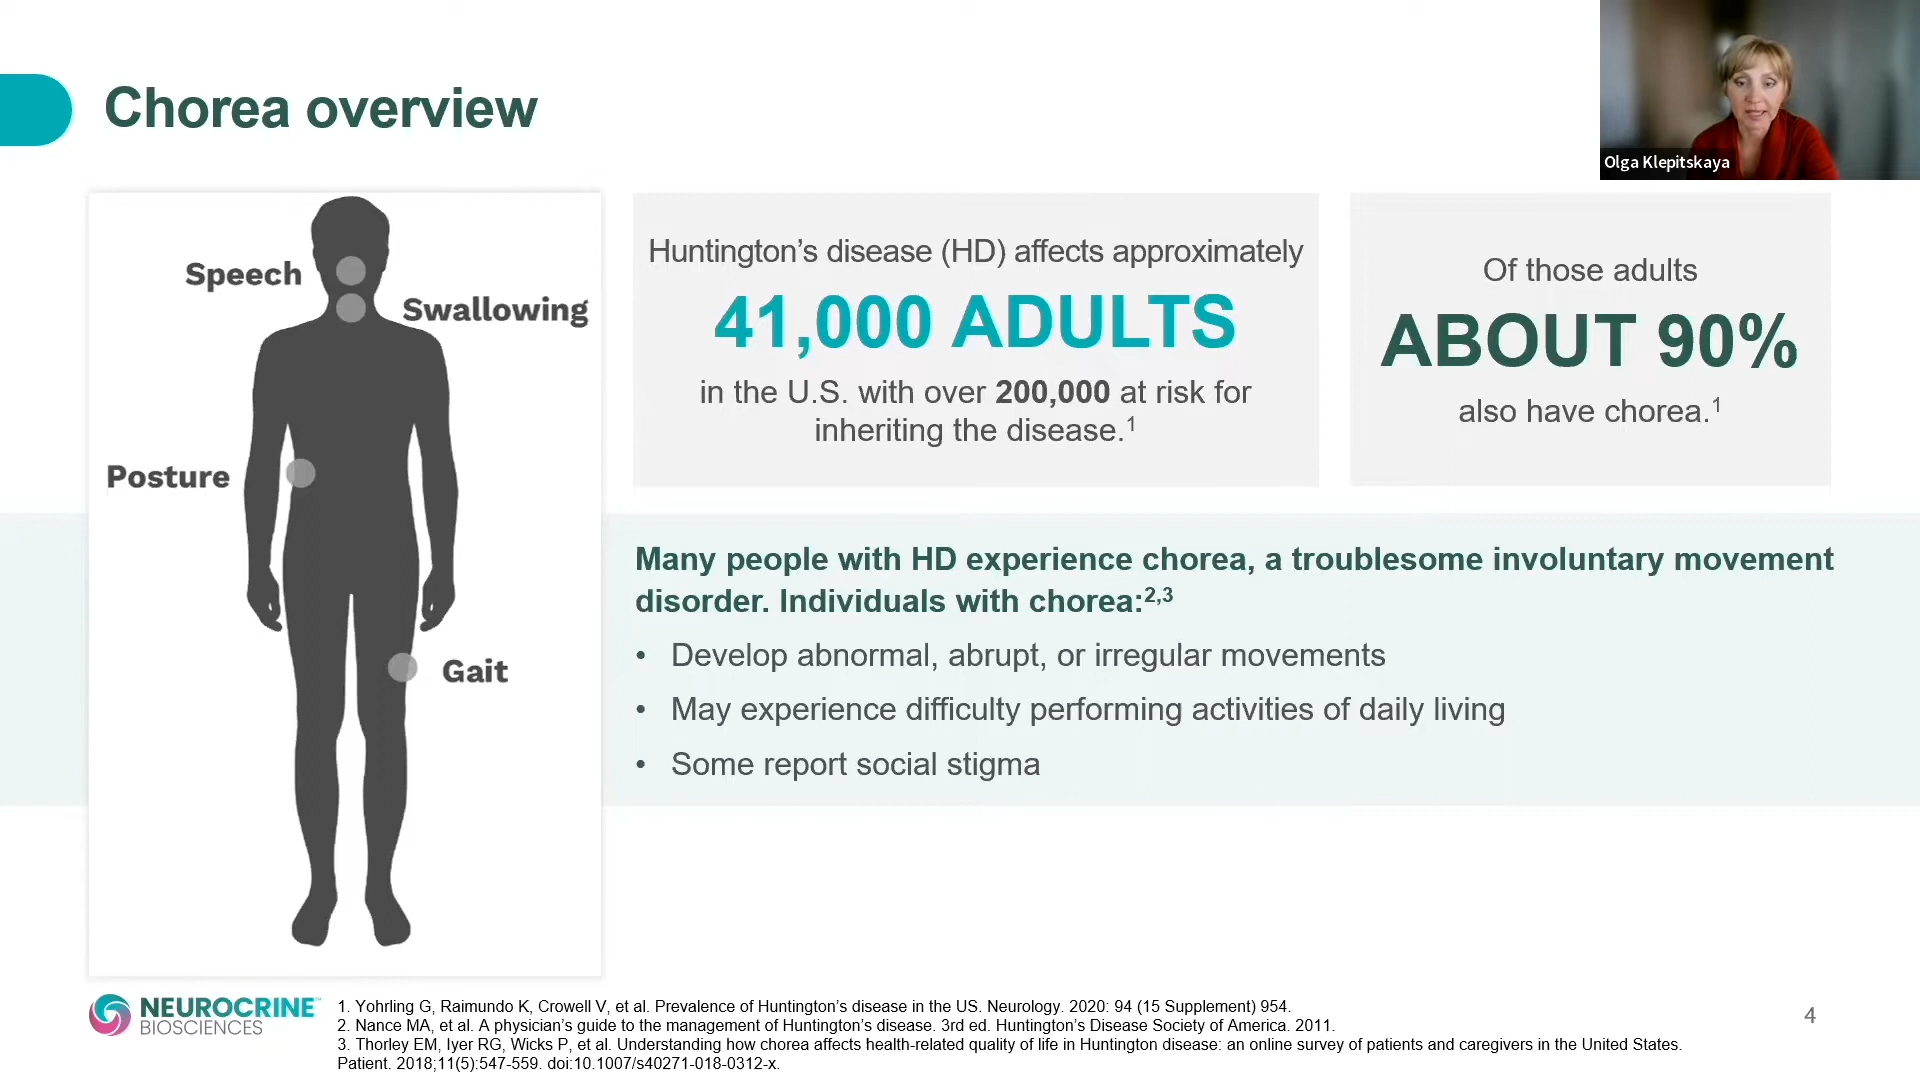 Chorea overview
Olga Klepitskaya
Speech
Swallowing
Posture
Gait
Huntington’s disease (HD) affects approximately
41,000 ADULTS
in the U.S. with over 200,000 at risk for
inheriting the disease.1
Of those adults
ABOUT 90%
also have chorea.1
Many people with HD experience chorea, a troublesome involuntary movement
disorder. Individuals with chorea:2,3
• Develop abnormal, abrupt, or irregular movements
• May experience difficulty performing activities of daily living
• Some report social stigma
NEUROCRINE™
BIOSCIENCES
1. Yohrling G, Raimundo K, Crowell V, et al. Prevalence of Huntington’s disease in the US. Neurology. 2020: 94 (15 Supplement) 954.
2. Nance MA, et al. A physician’s guide to the management of Huntington’s disease. 3rd ed. Huntington’s Disease Society of America. 2011.
3. Thorley EM, Iyer RG, Wicks P, et al. Understanding how chorea affects health-related quality of life in Huntington disease: an online survey of patients and caregivers in the United States.
Patient. 2018;11(5):547-559. doi:10.1007/s40271-018-0312-x.
4